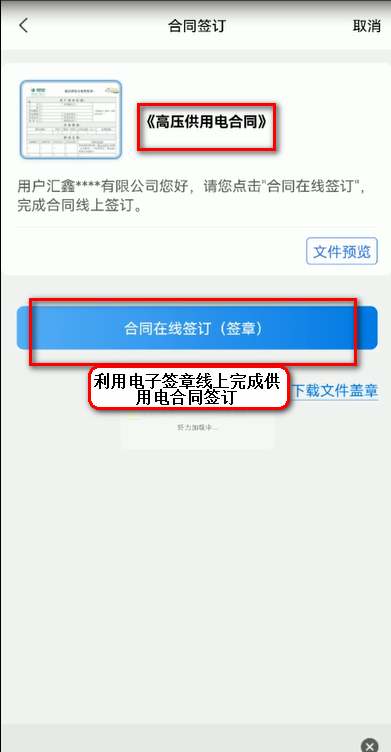 合同签订
取消
《高压供用电合同》
用户汇鑫****有限公司您好，请您点击"合同在线签订"，
完成合同线上签订。
文件预览
合同在线签订（签章）
利用电子签章线上完成供
用电合同签订
下载文件盖章
努力加载中...